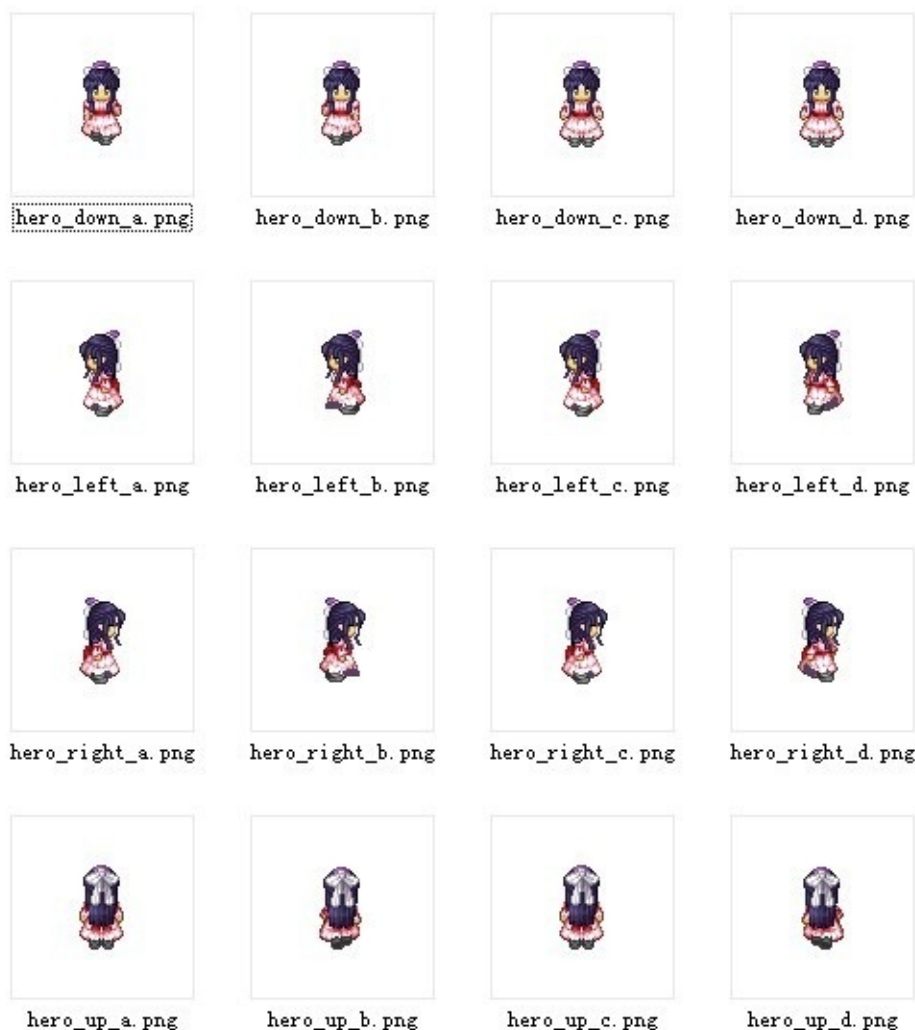 hero_down_a.png hero_down_b.png hero_down_c.png hero_down_d.png
hero_left_a.png hero_left_b.png hero_left_c.png hero_left_d.png
hero_right_a.png hero_right_b.png hero_right_c.png hero_right_d.png
hero_up_a.png hero_up_b.png hero_up_c.png hero_up_d.png